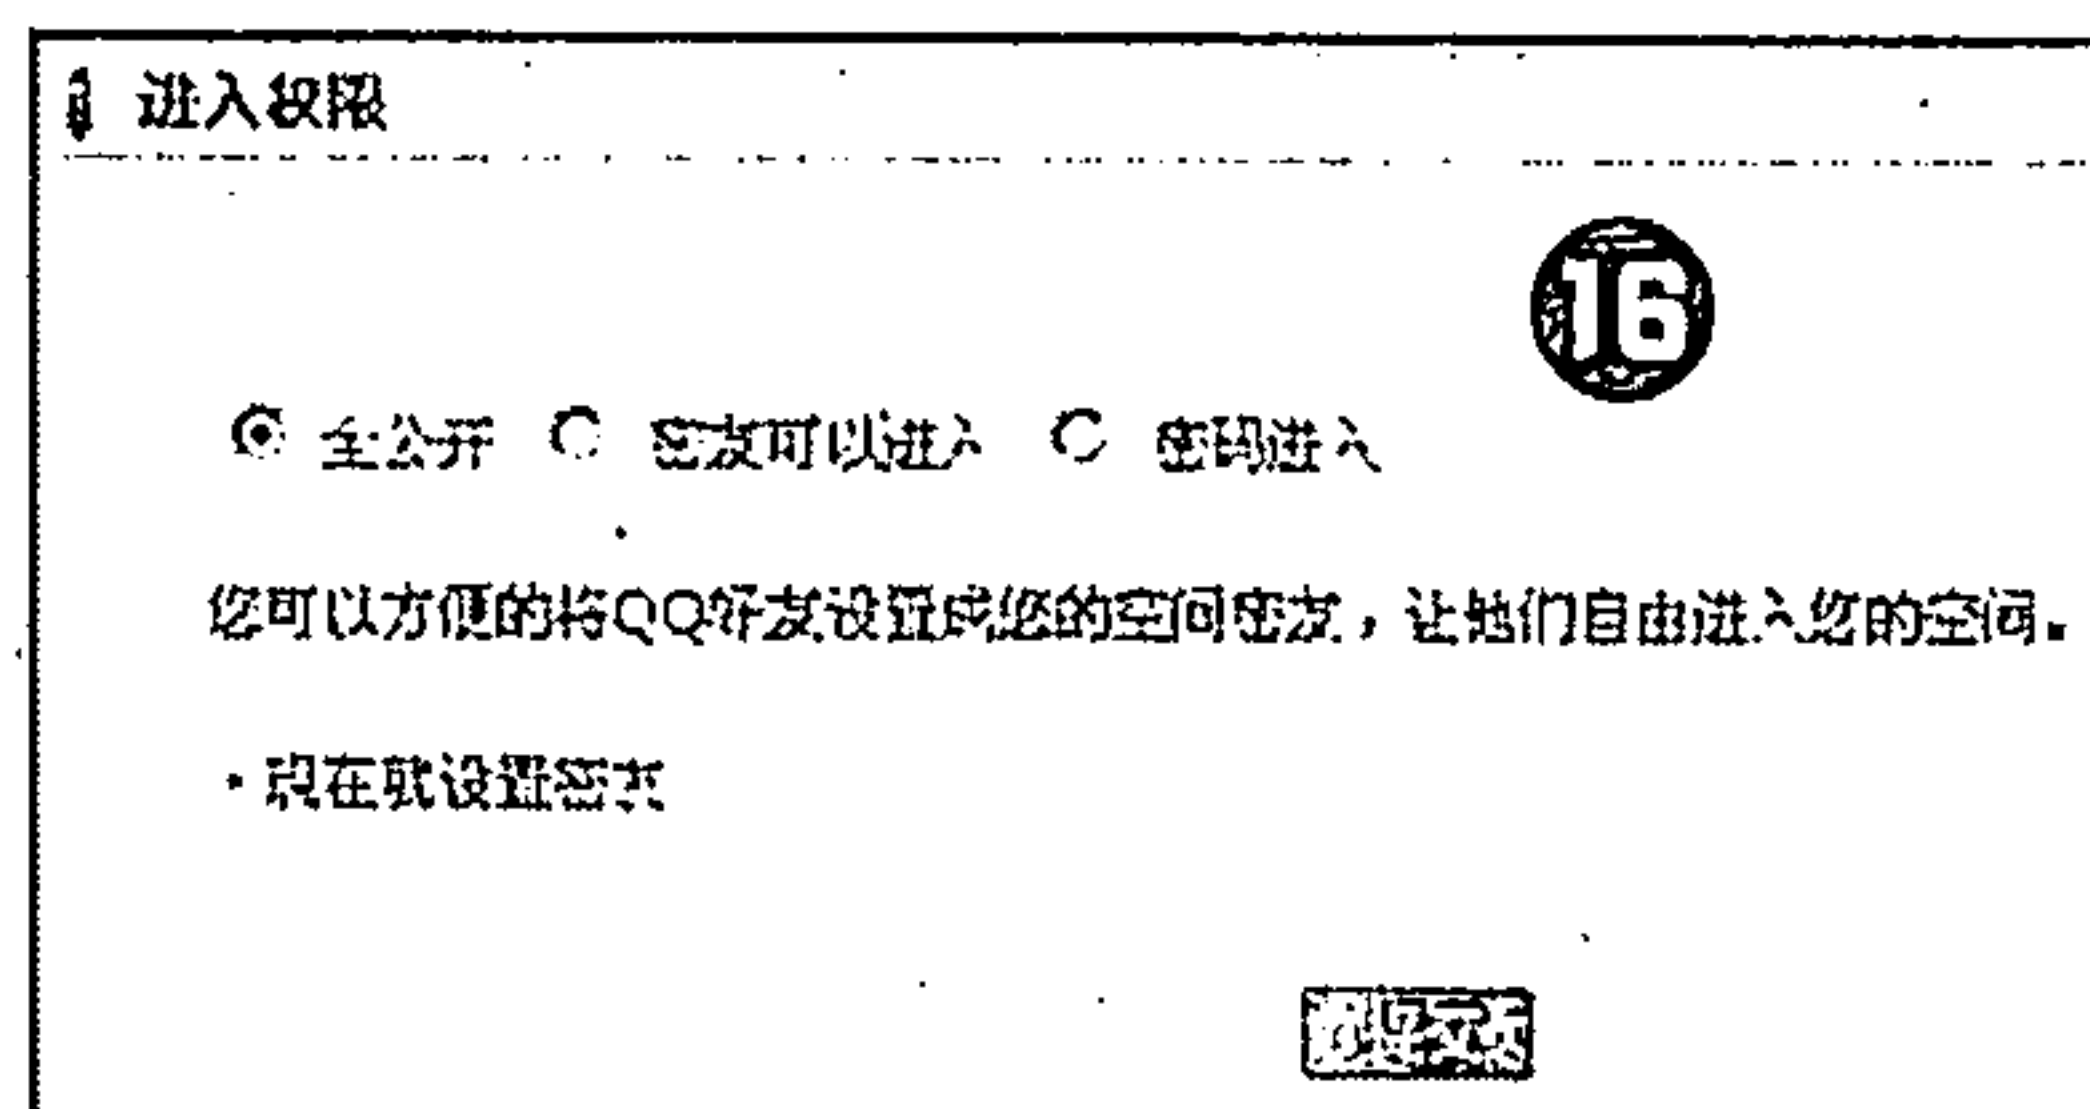 进入权限
16
全公开 密友可以进入 密码进入
您可以方便的将QQ好友设置成您的空间密友，让她们自由进入您的空间。
·现在就设置密友